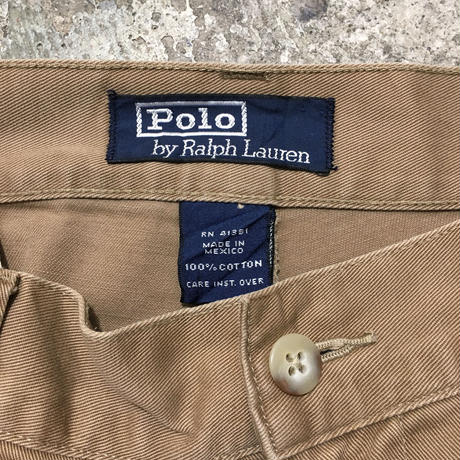 Polo
by Ralph Lauren
RN 41381
MADE IN
MEXICO
100% COTTON
CARE INST. OVER